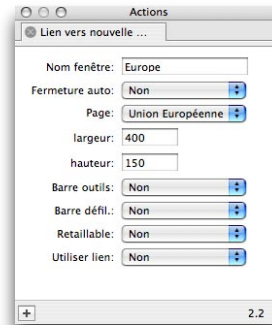 Actions
Lien vers nouvelle ...
Nom fenêtre: Europe
Fermeture auto: Non
Page: Union Européenne
largeur: 400
hauteur: 150
Barre outils: Non
Barre défil.: Non
Retaillable: Non
Utiliser lien: Non
+ 2.2